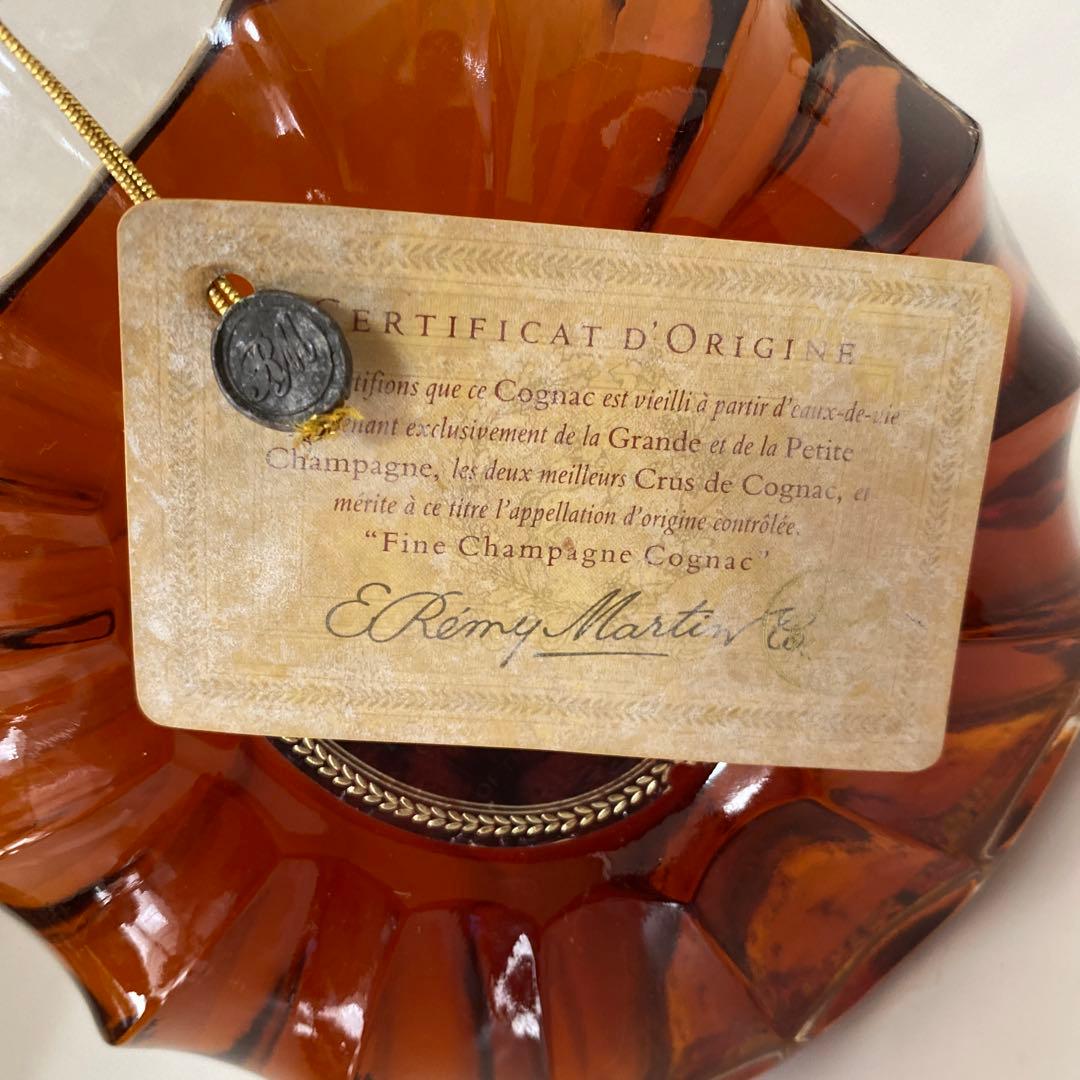 CERTIFICAT D'ORIGINE
que ce Cognac est vieilli à partir d'eaux-de-vie
exclusivement de la Grande et de la Petite
Champagne, les deux meilleurs Crus de Cognac, et
mérite à ce titre l'appellation d'origine contrôlée.
“Fine Champagne Cognac”
E. Rémy Martin & Co.